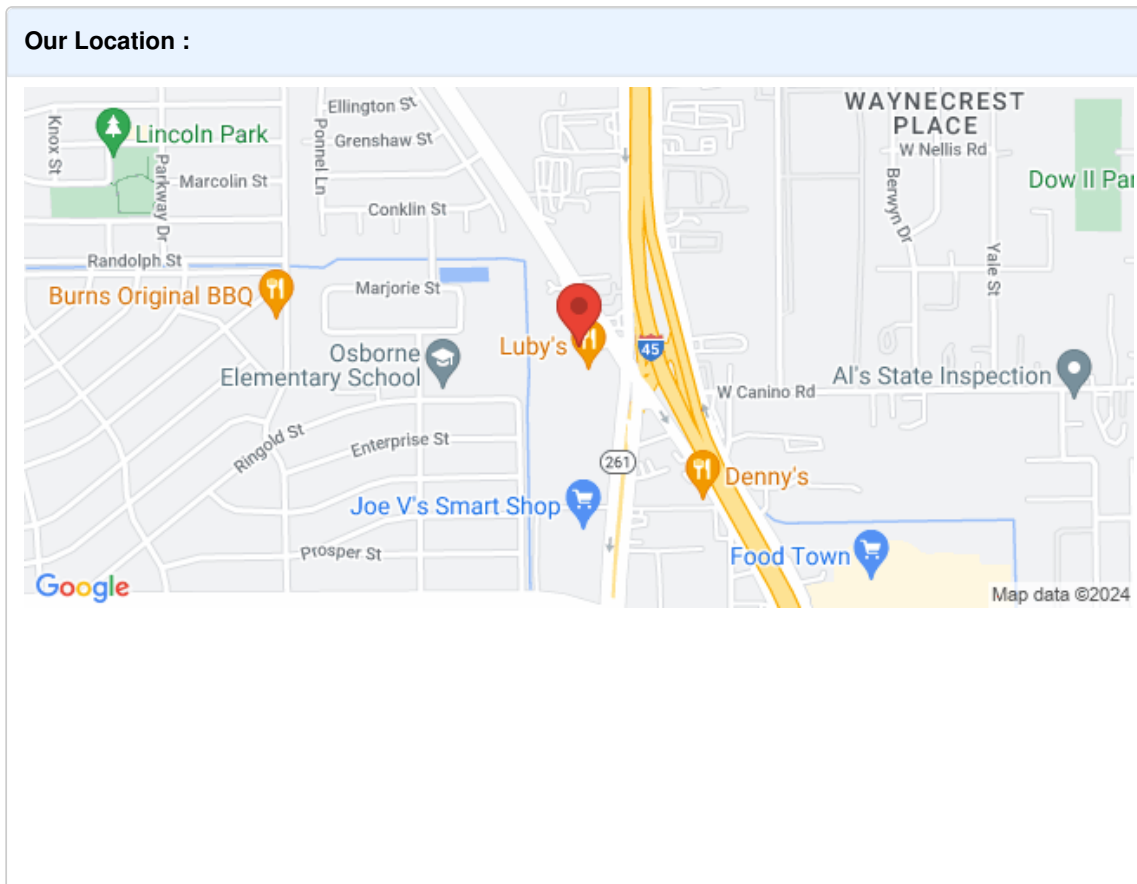 Our Location :
Ellington St
WAYNECREST
PLACE
Knox St
Lincoln Park
Ponnel Ln
Grenshaw St
W Nellis Rd
Parkway Dr
Marcolin St
Berwyn Dr
Dow II Par
Conklin St
Randolph St
Yale St
Burns Original BBQ
Marjorie St
Luby's
45
Osborne
Elementary School
Al's State Inspection
W Canino Rd
Ringold St
Enterprise St
261
Denny's
Joe V's Smart Shop
Prosper St
Food Town
Google
Map data ©2024